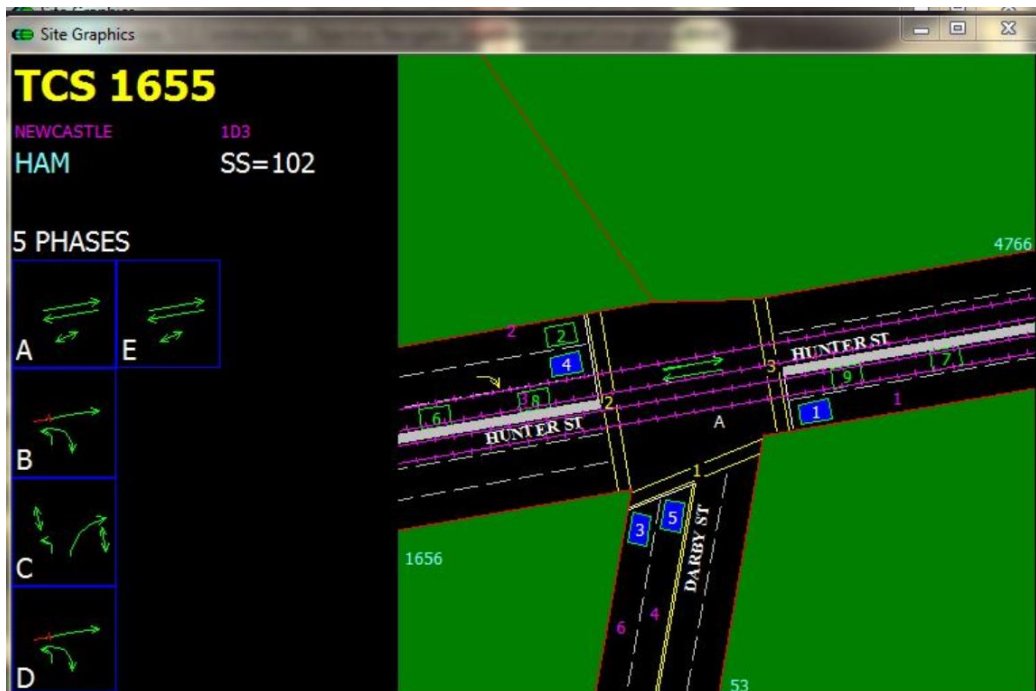 Site Graphics
TCS 1655
NEWCASTLE 1D3
HAM SS=102
5 PHASES
A E
B
C
D
4766
2 2
4
HUNTER ST
3
7
9
3 8
6
2
1
1
HUNTER ST
A
1
3 5
DARBY ST
1656
6 4
53